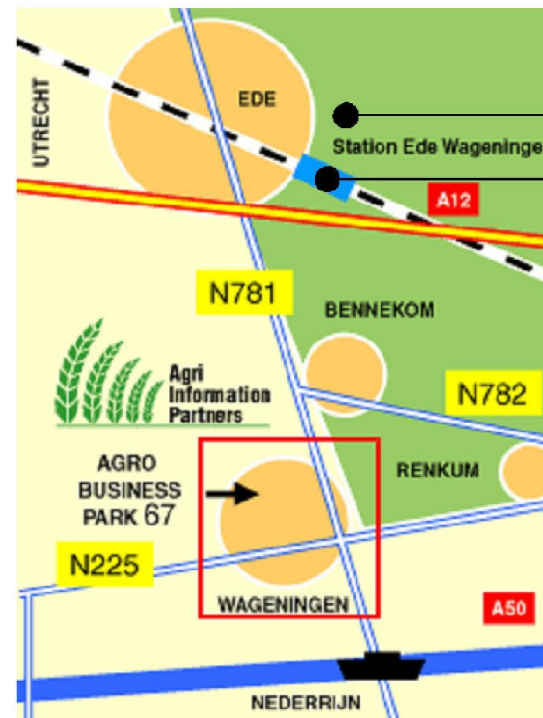 EDE
UTRECHT
Station Ede Wageninge
A12
N781
BENNEKOM
Agri
Information
Partners
N782
AGRO
BUSINESS
PARK 67
RENKUM
N225
WAGENINGEN
A50
NEDERRIJN